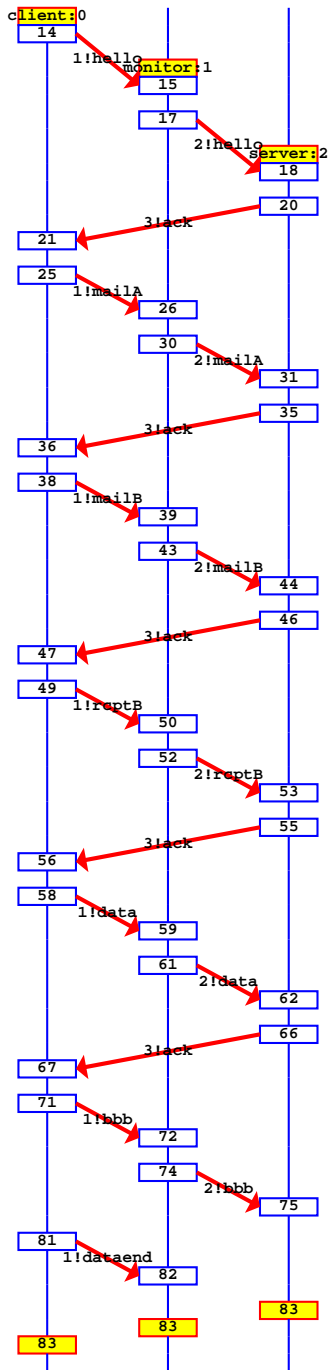 client:0
14
1!hello
monitor:1
15
17
2!hello
server:2
18
20
3!ack
21
25
1!mailA
26
30
2!mailA
31
35
3!ack
36
38
1!mailB
39
43
2!mailB
44
46
3!ack
47
49
1!rcptB
50
52
2!rcptB
53
55
3!ack
56
58
1!data
59
61
2!data
62
66
3!ack
67
71
1!bbb
72
74
2!bbb
75
81
1!dataend
82
83
83
83